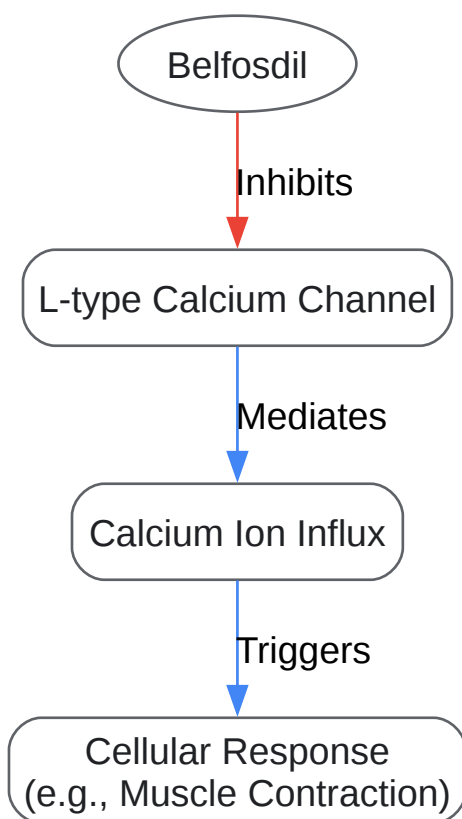 Belfosdil
Inhibits
L-type Calcium Channel
Mediates
Calcium Ion Influx
Triggers
Cellular Response
(e.g., Muscle Contraction)